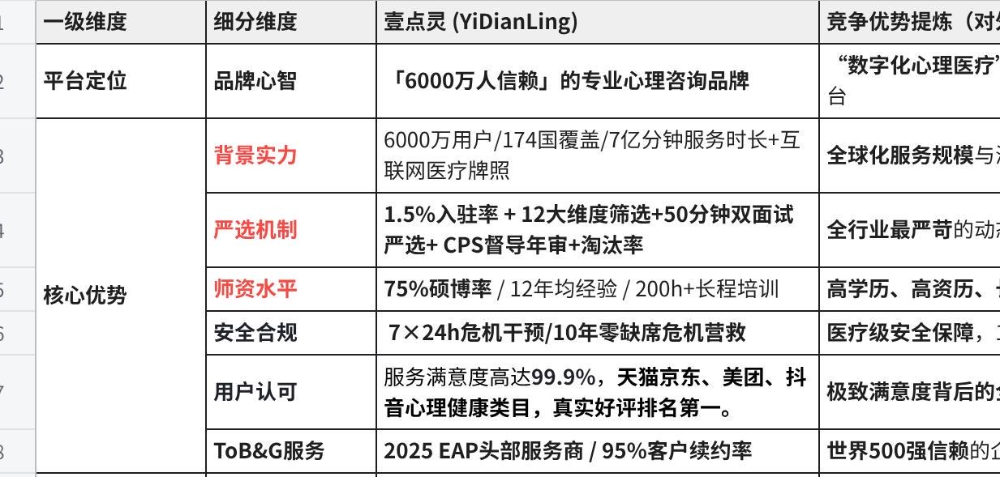 一级维度 细分维度 壹点灵 (YiDianLing) 竞争优势提炼（对
2 平台定位 品牌心智 「6000万人信赖」的专业心理咨询品牌 “数字化心理医疗”
台
3 背景实力 6000万用户/174国覆盖/7亿分钟服务时长+互
联网医疗牌照
全球化服务规模与
4 严选机制 1.5%入驻率 + 12大维度筛选+50分钟双面试
严选+ CPS督导年审+淘汰率
全行业最严苛的动
5 师资水平 75%硕博率 / 12年均经验 / 200h+长程培训 高学历、高资历、
核心优势
6 安全合规 7×24h危机干预/10年零缺席危机营救 医疗级安全保障，
7 用户认可 服务满意度高达99.9%，天猫京东、美团、抖
音心理健康类目，真实好评排名第一。
极致满意度背后的
8 ToB&G服务 2025 EAP头部服务商 / 95%客户续约率 世界500强信赖的企